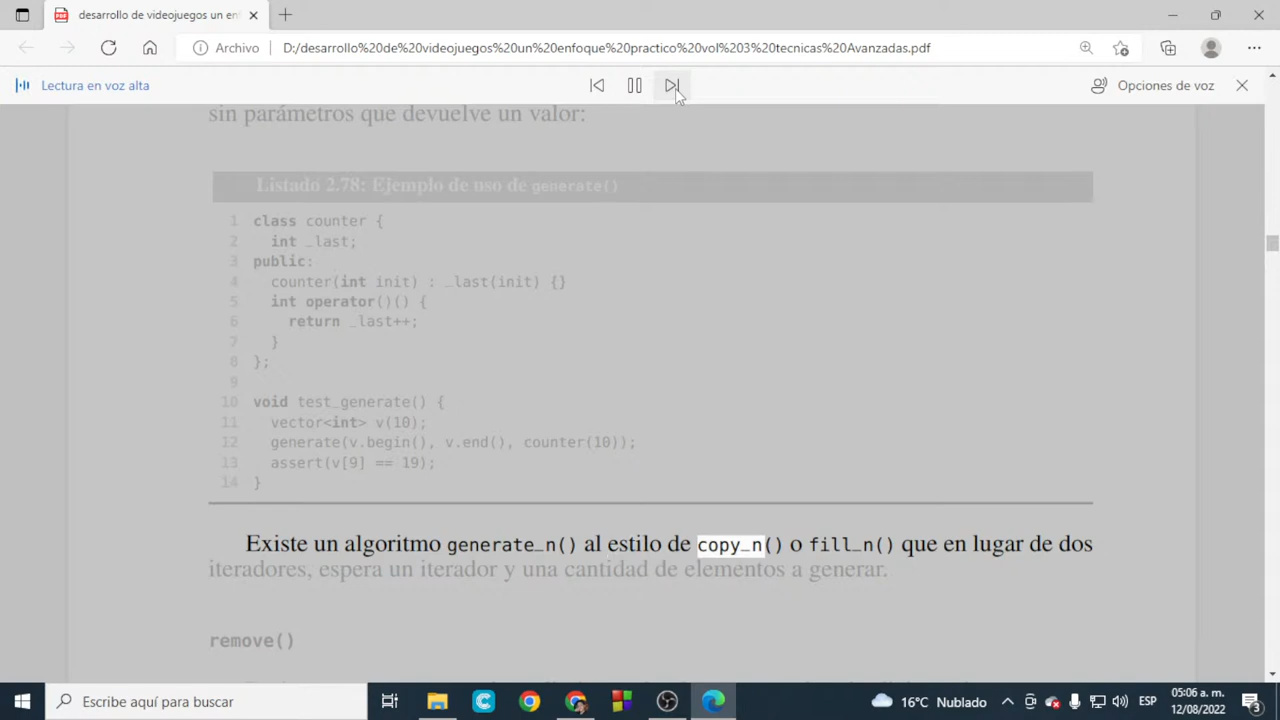 desarrollo de videojuegos un en
Archivo
D:/desarrollo%20de%20videojuegos%20un%20enfoque%20practico%20vol%203%20tecnicas%20Avanzadas.pdf
Lectura en voz alta
Opciones de voz
sin parámetros que devuelve un valor:
Listado 2.78: Ejemplo de uso de generate()
1 class counter {
2 int _last;
3 public:
4 counter(int init) : _last(init) {}
5 int operator()() {
6 return _last++;
7 }
8 };
9
10 void test_generate() {
11 vector<int> v(10);
12 generate(v.begin(), v.end(), counter(10));
13 assert(v[9] == 19);
14 }
Existe un algoritmo generate_n() al estilo de copy_n() o fill_n() que en lugar de dos
iteradores, espera un iterador y una cantidad de elementos a generar.
remove()
Escribe aquí para buscar
16°C Nublado
ESP
05:06 a. m.
12/08/2022
3